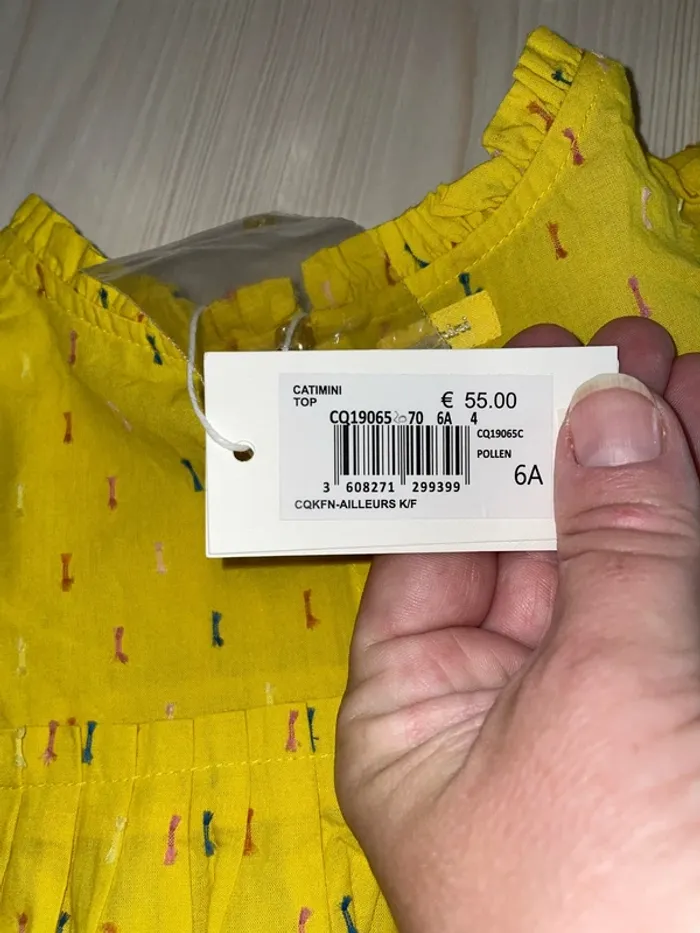 CATIMINI
TOP
€ 55.00
CQ19065 70 6A 4
CQ19065C
POLLEN
6A
3 608271 299399
CQKFN-AILLEURS K/F